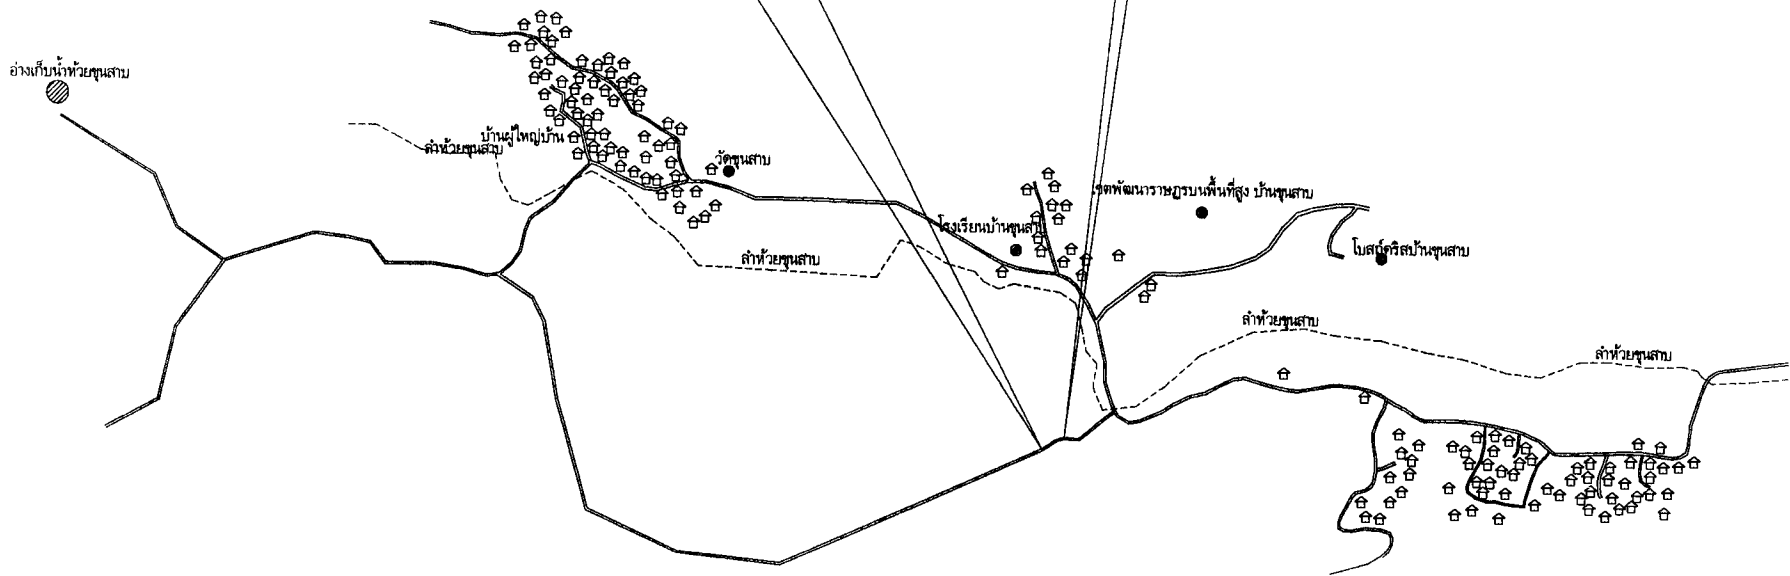 อ่างเก็บน้ำห้วยขุนสาบ
บ้านผู้ใหญ่บ้าน
ลำห้วยขุนสาบ
วัดขุนสาบ
เขตพัฒนาราษฎรบนพื้นที่สูง บ้านขุนสาบ
โรงเรียนบ้านขุนสาบ
ลำห้วยขุนสาบ
โบสถ์คริสบ้านขุนสาบ
ลำห้วยขุนสาบ
ลำห้วยขุนสาบ